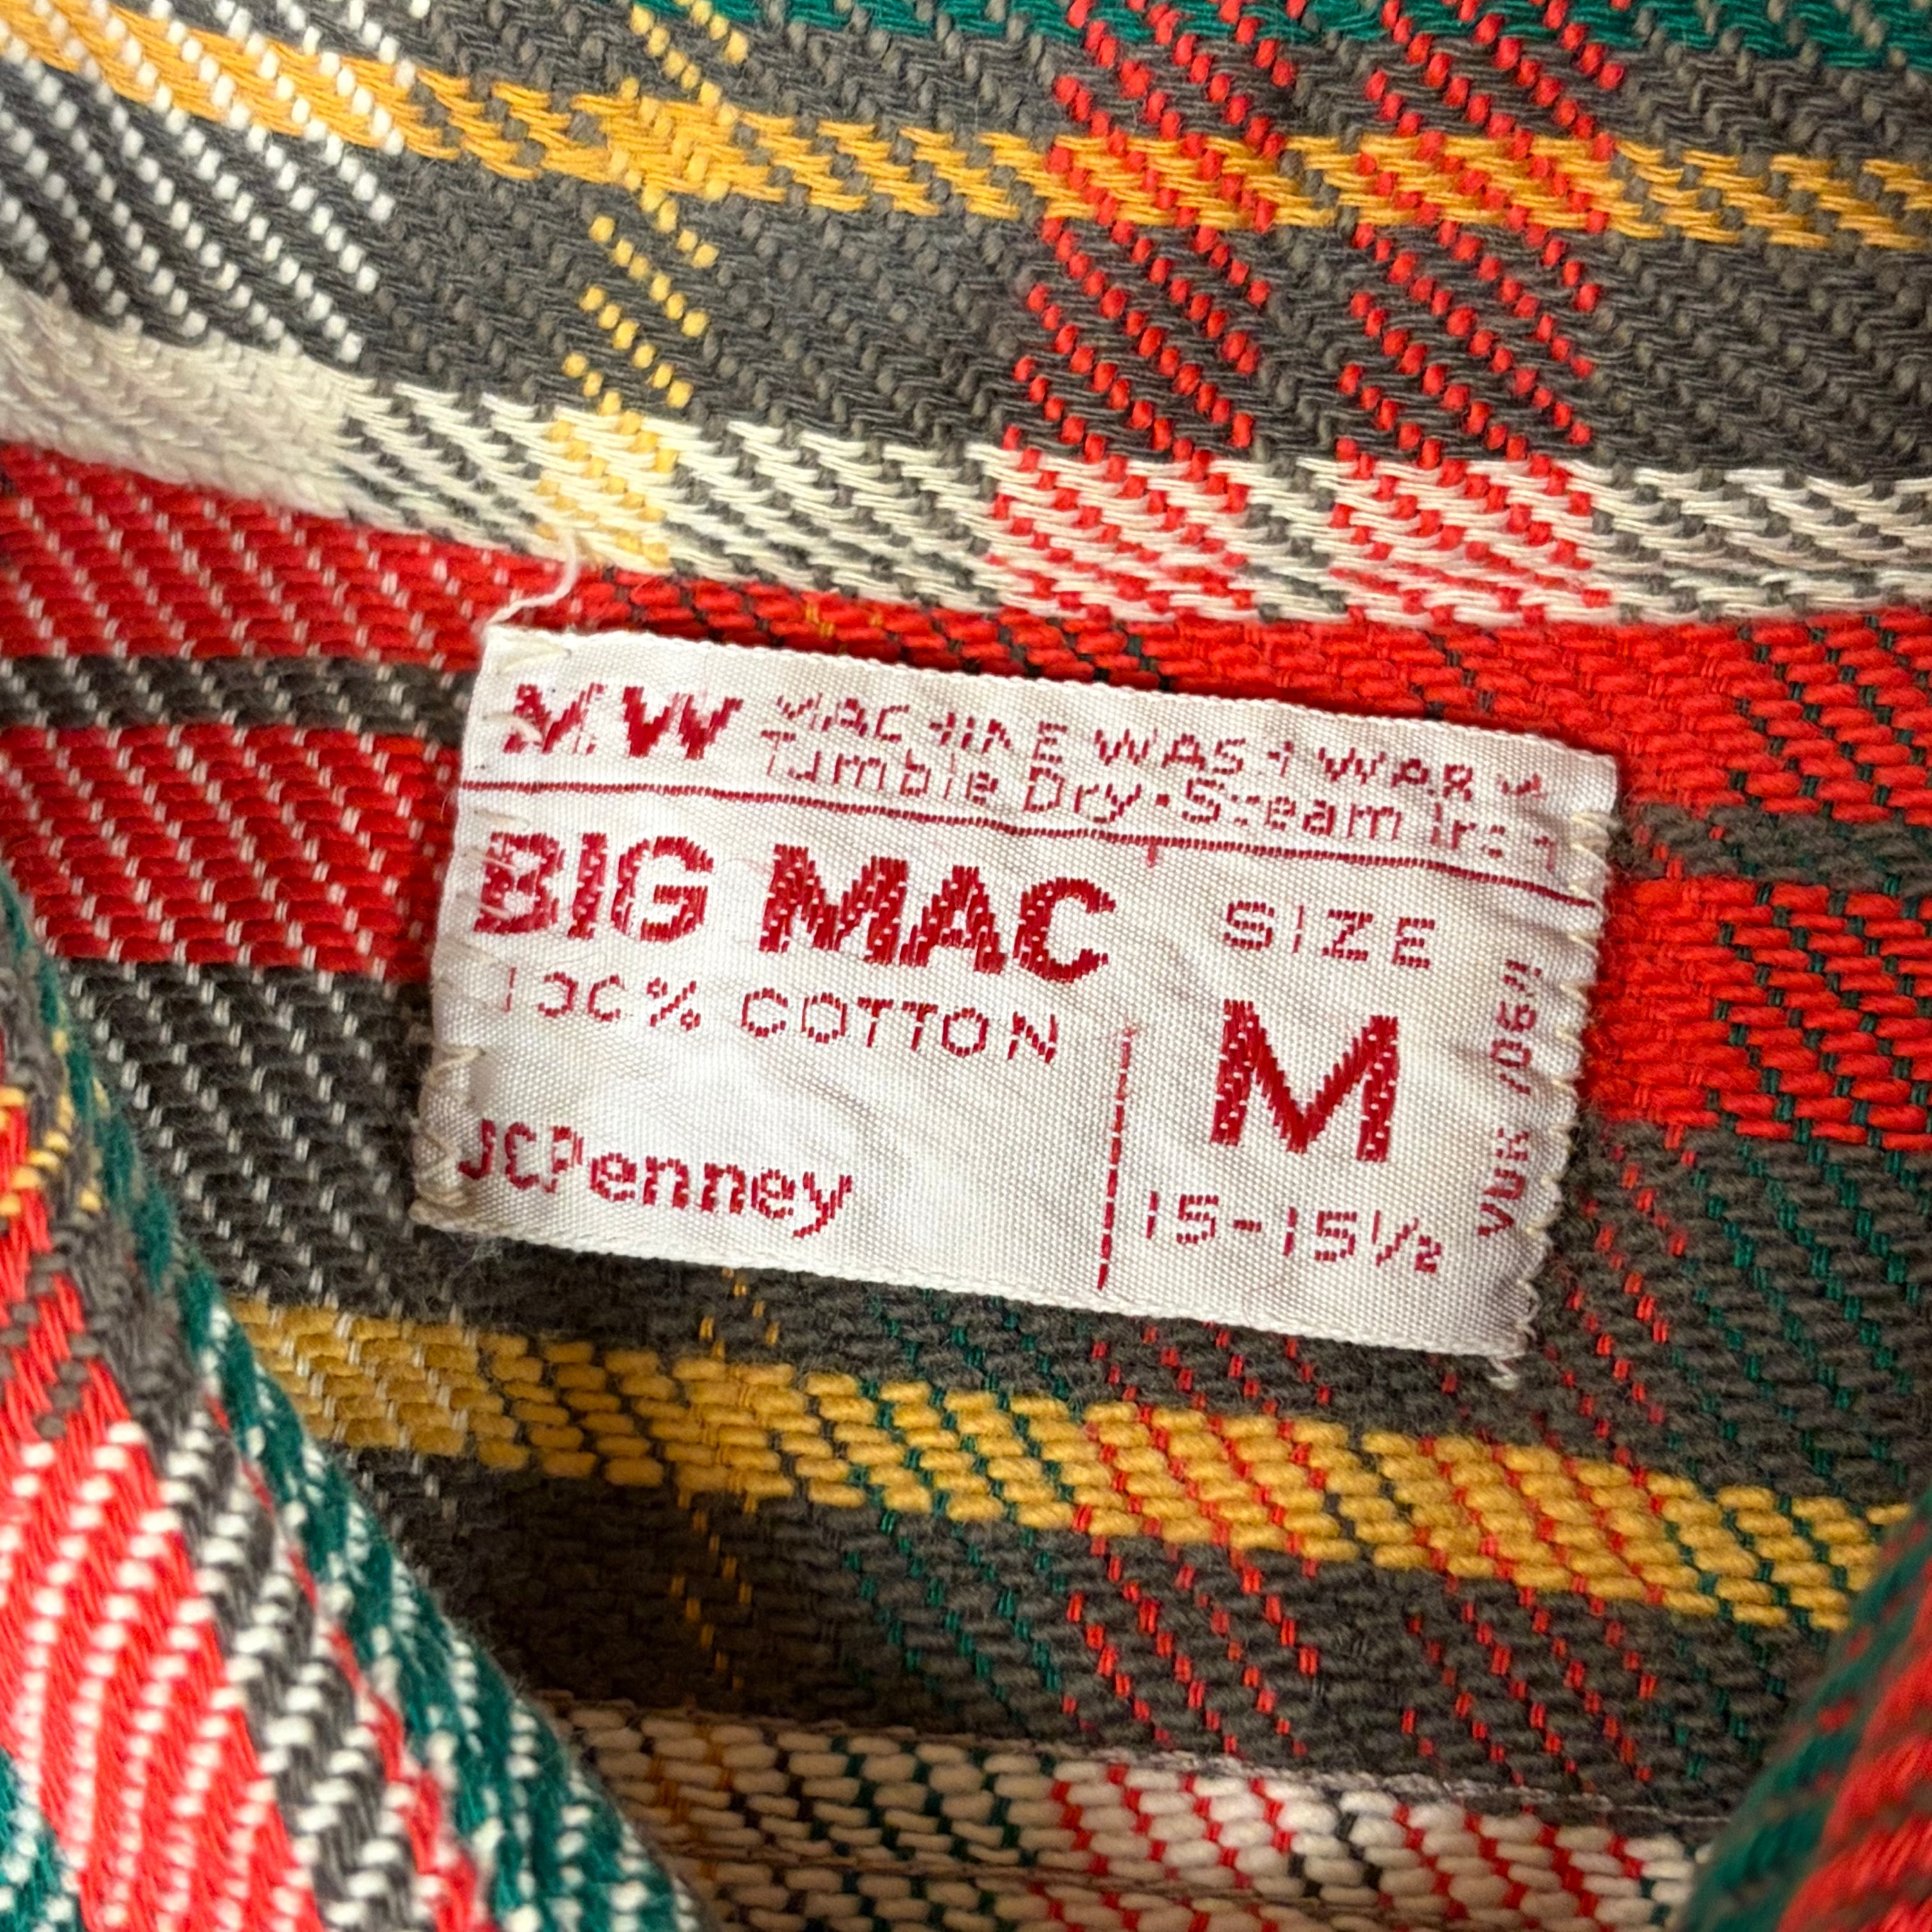 MW MACHINE WASH WARM
Tumble Dry · Steam Iron
BIG MAC
100% COTTON
JCPenney
SIZE
M
15-15½